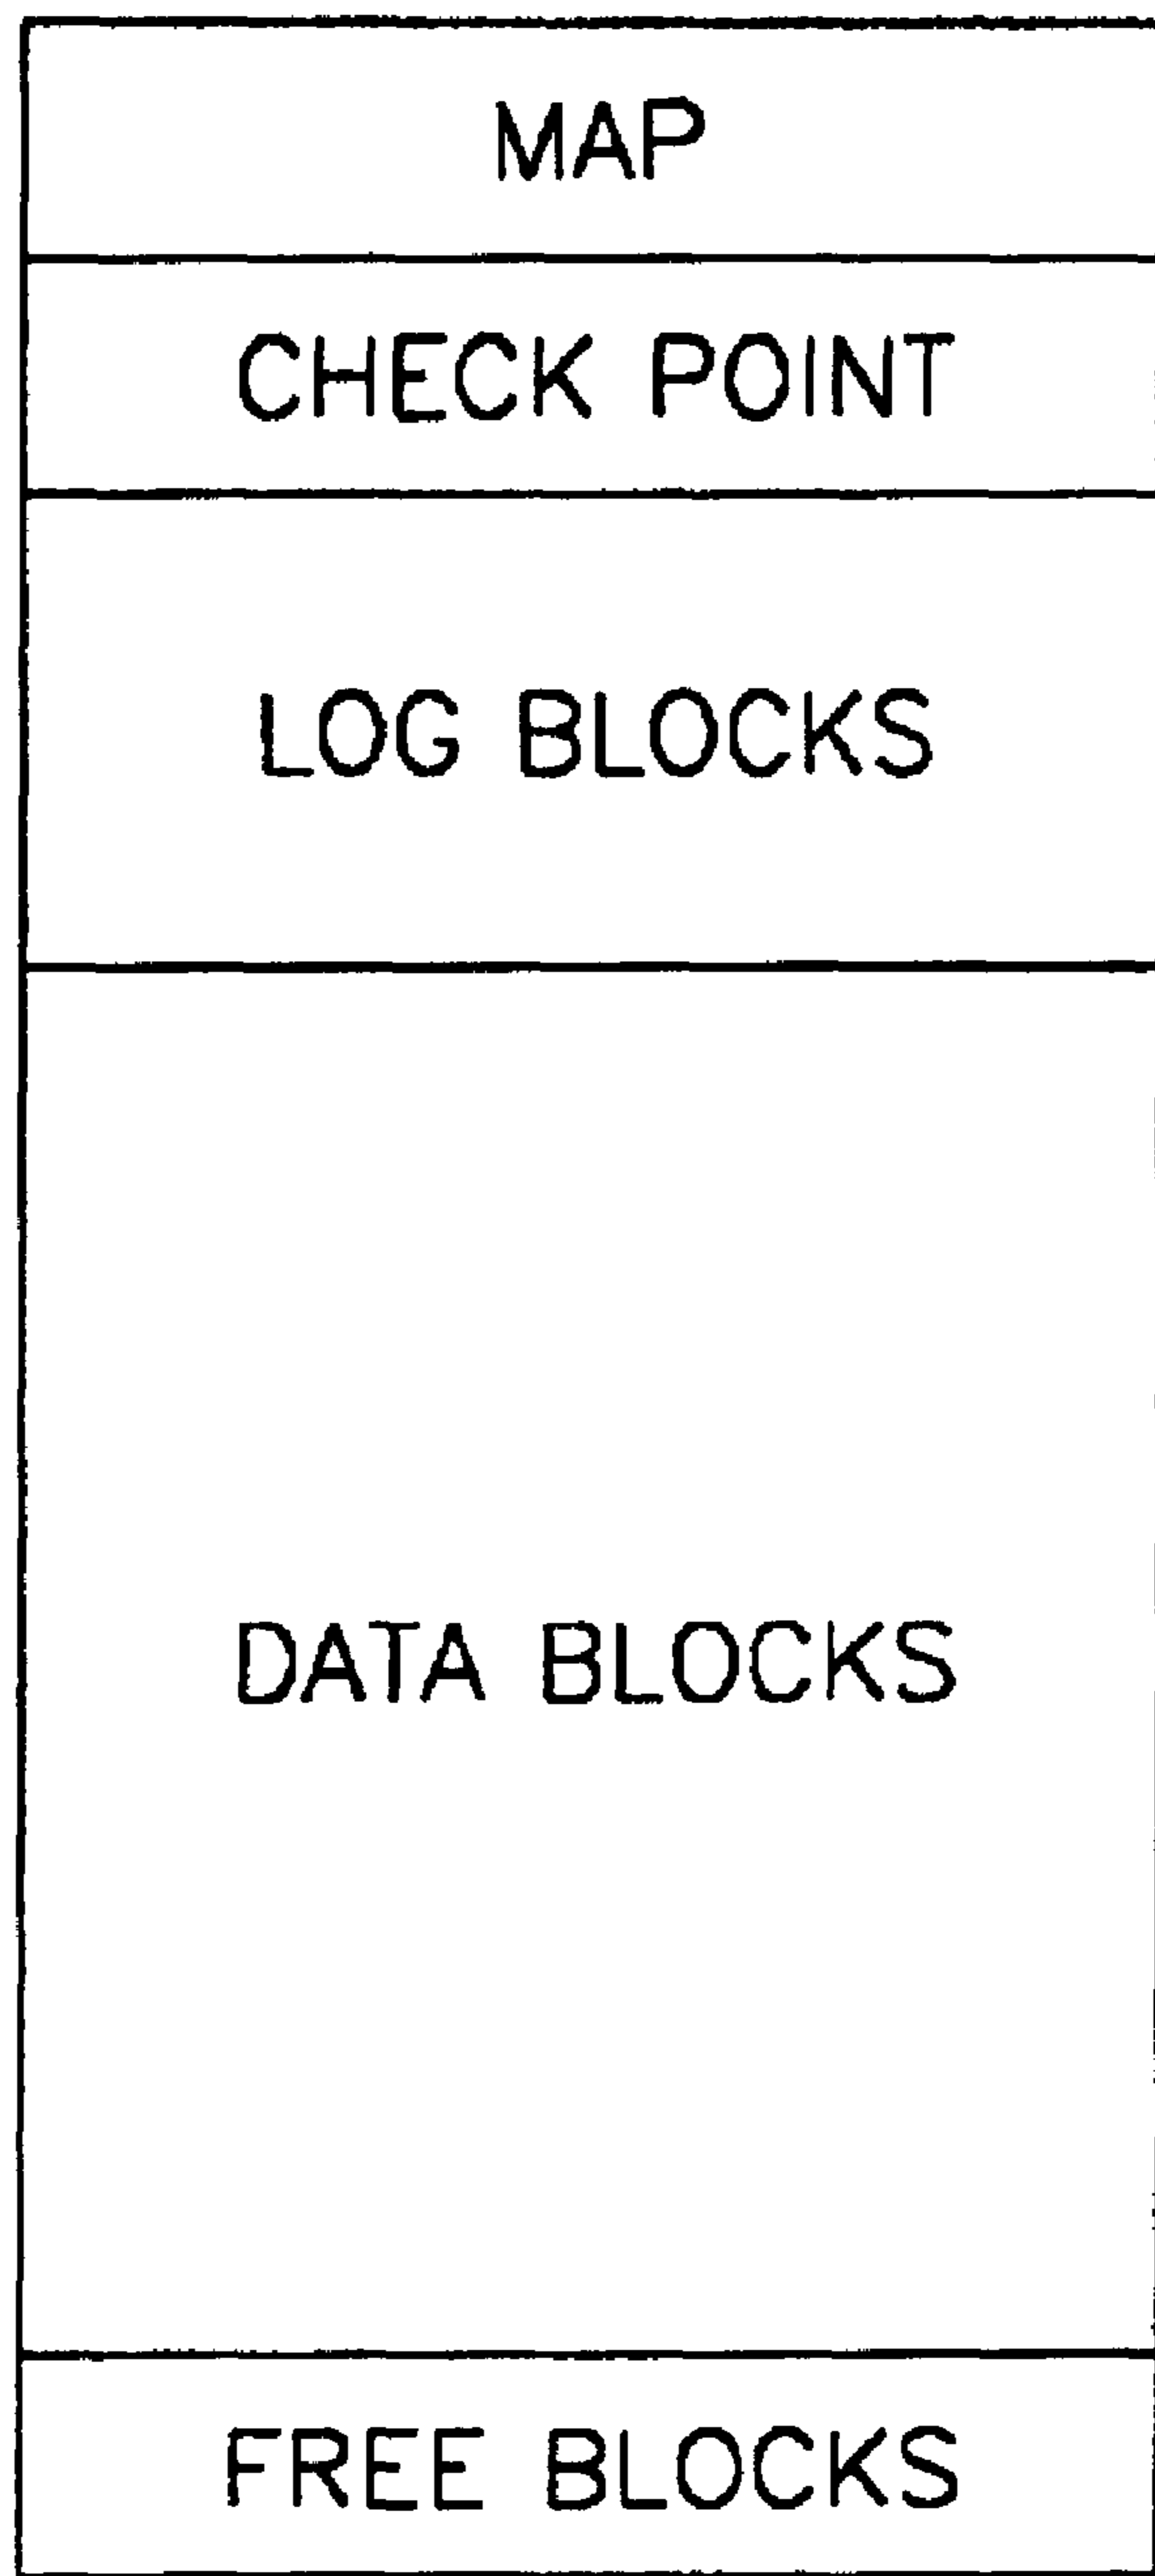 MAP
CHECK POINT
LOG BLOCKS
DATA BLOCKS
FREE BLOCKS